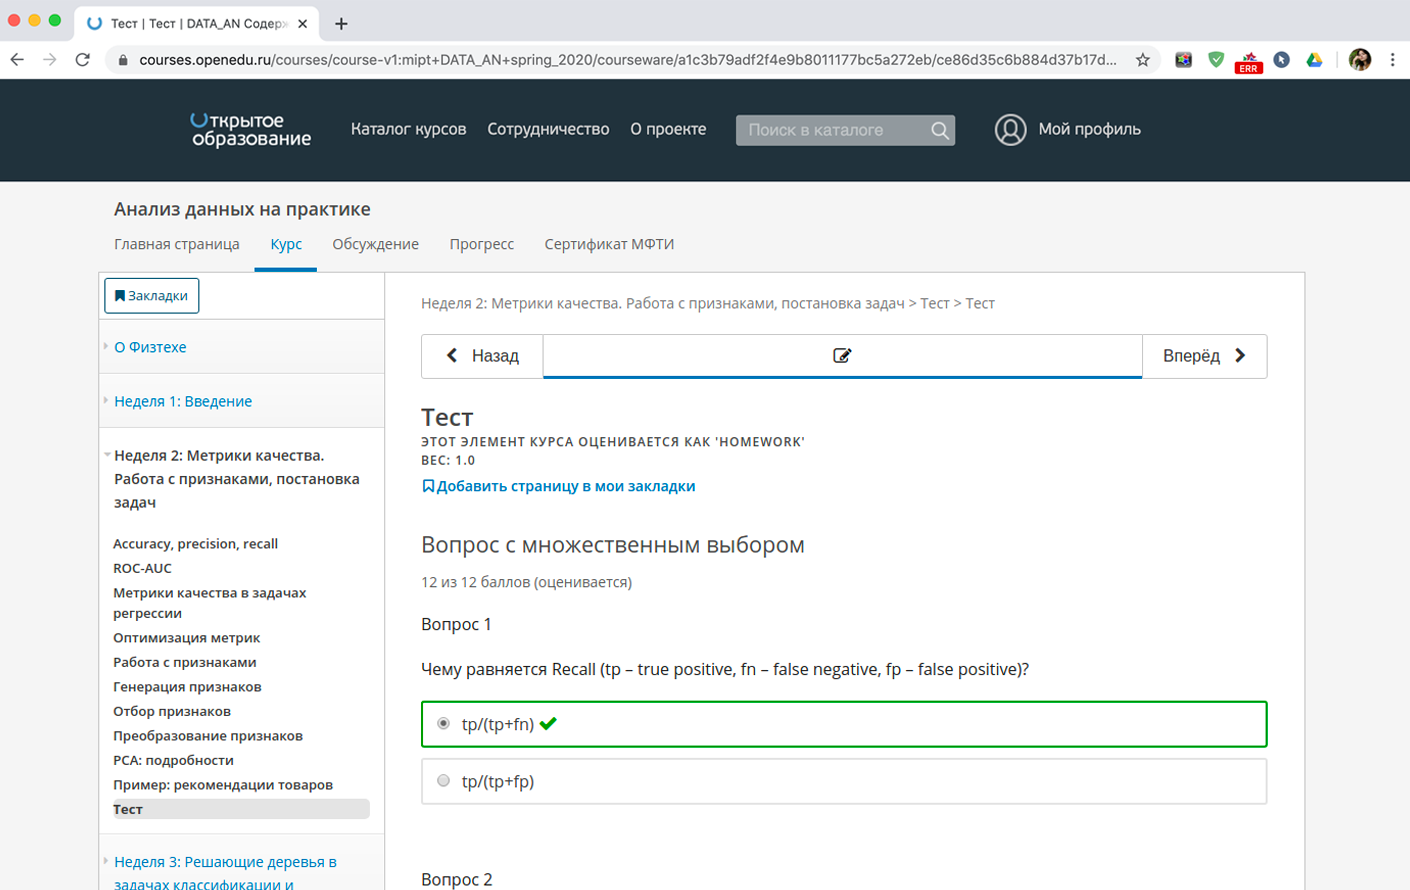 Тест | Тест | DATA_AN Содерж
courses.openedu.ru/courses/course-v1:mipt+DATA_AN+spring_2020/courseware/a1c3b79adf2f4e9b8011177bc5a272eb/ce86d35c6b884d37b17d...
ERR
Открытое
образование
Каталог курсов
Сотрудничество
О проекте
Поиск в каталоге
Мой профиль
Анализ данных на практике
Главная страница
Курс
Обсуждение
Прогресс
Сертификат МФТИ
Закладки
О Физтехе
Неделя 1: Введение
Неделя 2: Метрики качества.
Работа с признаками, постановка
задач
Accuracy, precision, recall
ROC-AUC
Метрики качества в задачах
регрессии
Оптимизация метрик
Работа с признаками
Генерация признаков
Отбор признаков
Преобразование признаков
PCA: подробности
Пример: рекомендации товаров
Тест
Неделя 3: Решающие деревья в
задачах классификации и
Неделя 2: Метрики качества. Работа с признаками, постановка задач > Тест > Тест
Назад
Вперёд
Тест
ЭТОТ ЭЛЕМЕНТ КУРСА ОЦЕНИВАЕТСЯ КАК 'HOMEWORK'
ВЕС: 1.0
Добавить страницу в мои закладки
Вопрос с множественным выбором
12 из 12 баллов (оценивается)
Вопрос 1
Чему равняется Recall (tp – true positive, fn – false negative, fp – false positive)?
tp/(tp+fn)
tp/(tp+fp)
Вопрос 2